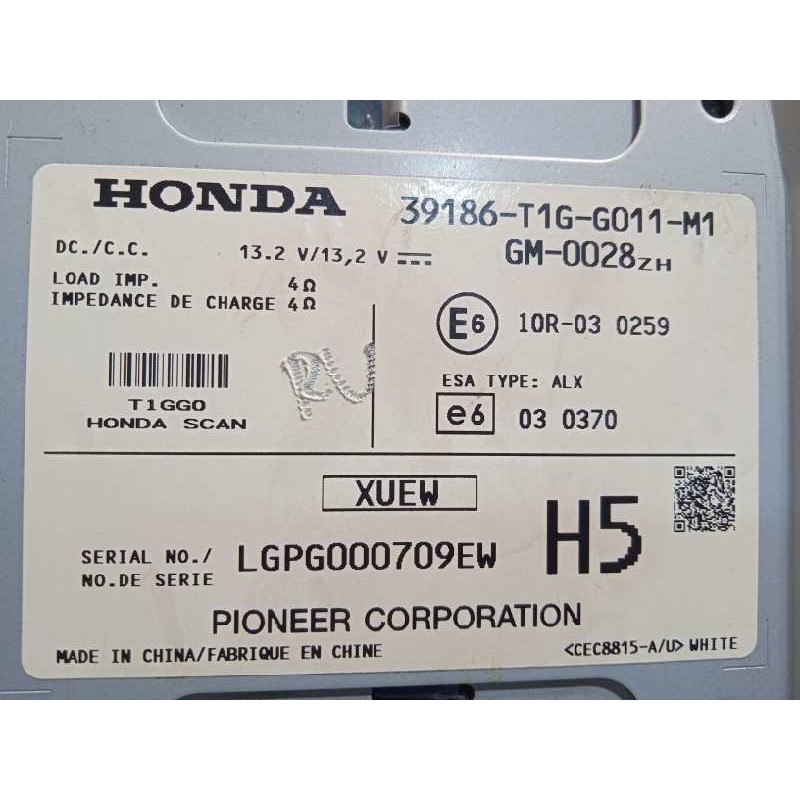 HONDA 39186-T1G-G011-M1
GM-0028ZH
DC./C.C. 13.2 V/13,2 V
LOAD IMP. 4Ω
IMPEDANCE DE CHARGE 4Ω
E6 10R-03 0259
ESA TYPE: ALX
e6 03 0370
T1GG0
HONDA SCAN
XUEW
H5
SERIAL NO./
NO.DE SERIE
LGPG000709EW
PIONEER CORPORATION
MADE IN CHINA/FABRIQUE EN CHINE
<CEC8815-A/U> WHITE